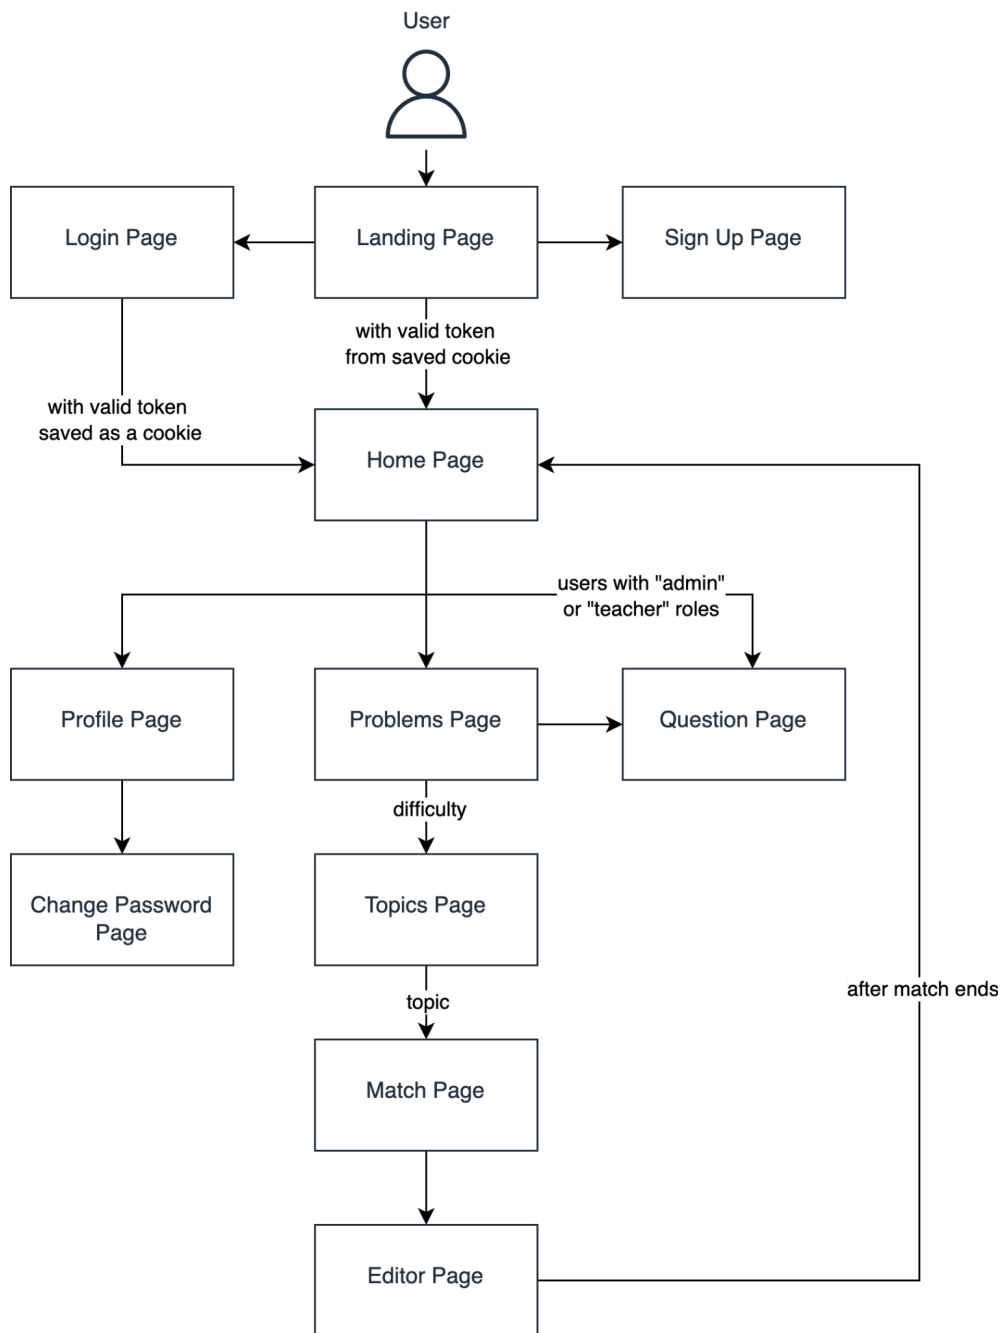 User
Login Page
Landing Page
Sign Up Page
with valid token
from saved cookie
with valid token
saved as a cookie
Home Page
users with "admin"
or "teacher" roles
Profile Page
Problems Page
Question Page
difficulty
Change Password
Page
Topics Page
after match ends
topic
Match Page
Editor Page